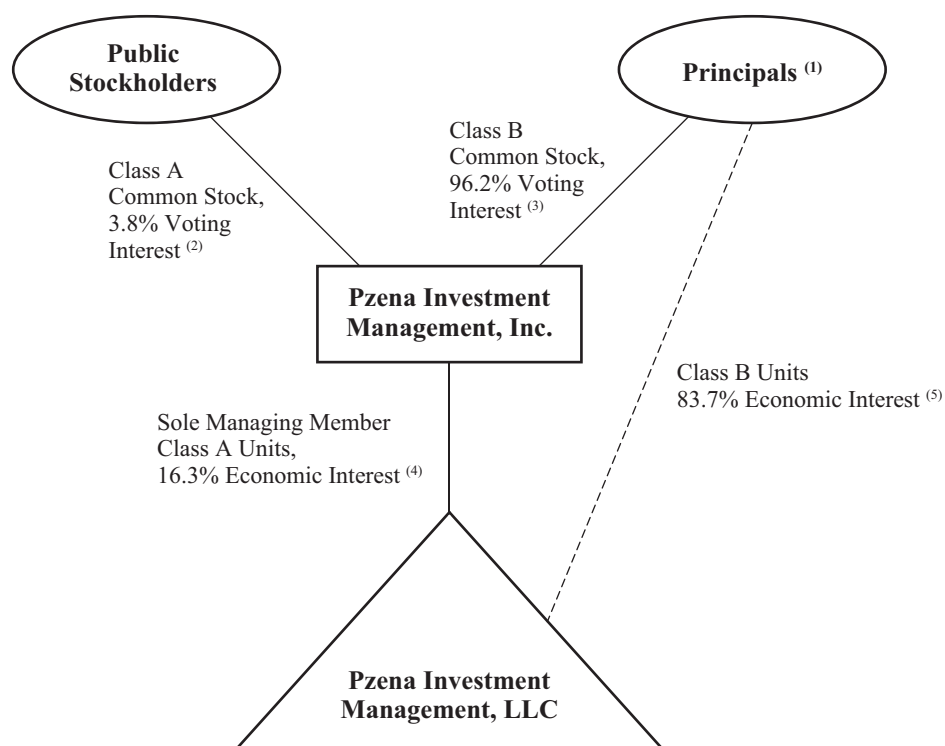 Public
Stockholders
Principals (1)
Class A
Common Stock,
3.8% Voting
Interest (2)
Class B
Common Stock,
96.2% Voting
Interest (3)
Pzena Investment
Management, Inc.
Class B Units
83.7% Economic Interest (5)
Sole Managing Member
Class A Units,
16.3% Economic Interest (4)
Pzena Investment
Management, LLC